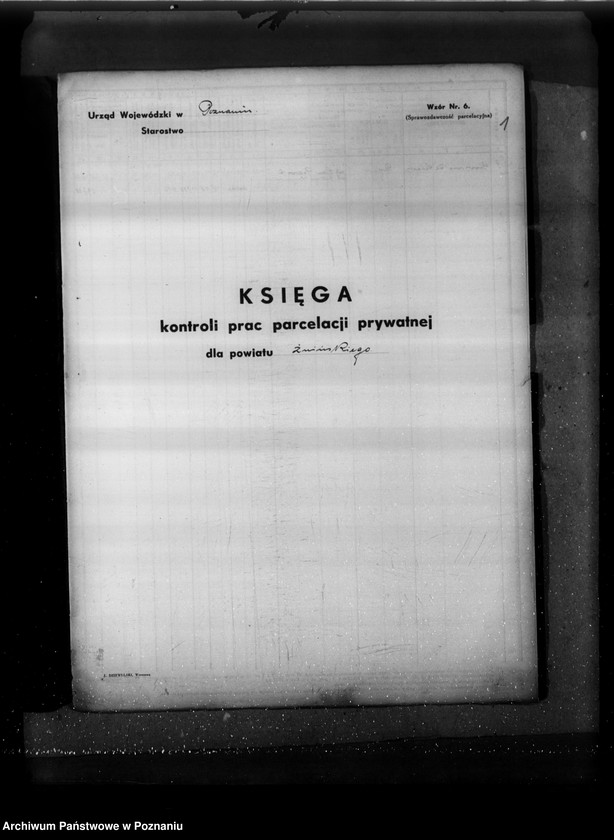 Urząd Wojewódzki w Poznaniu
Starostwo
Wzór Nr. 6.
(Sprawozdawczość parcelacyjna)
1
KSIĘGA
kontroli prac parcelacji prywatnej
dla powiatu żnińskiego
Warszawa
Archiwum Państwowe w Poznaniu